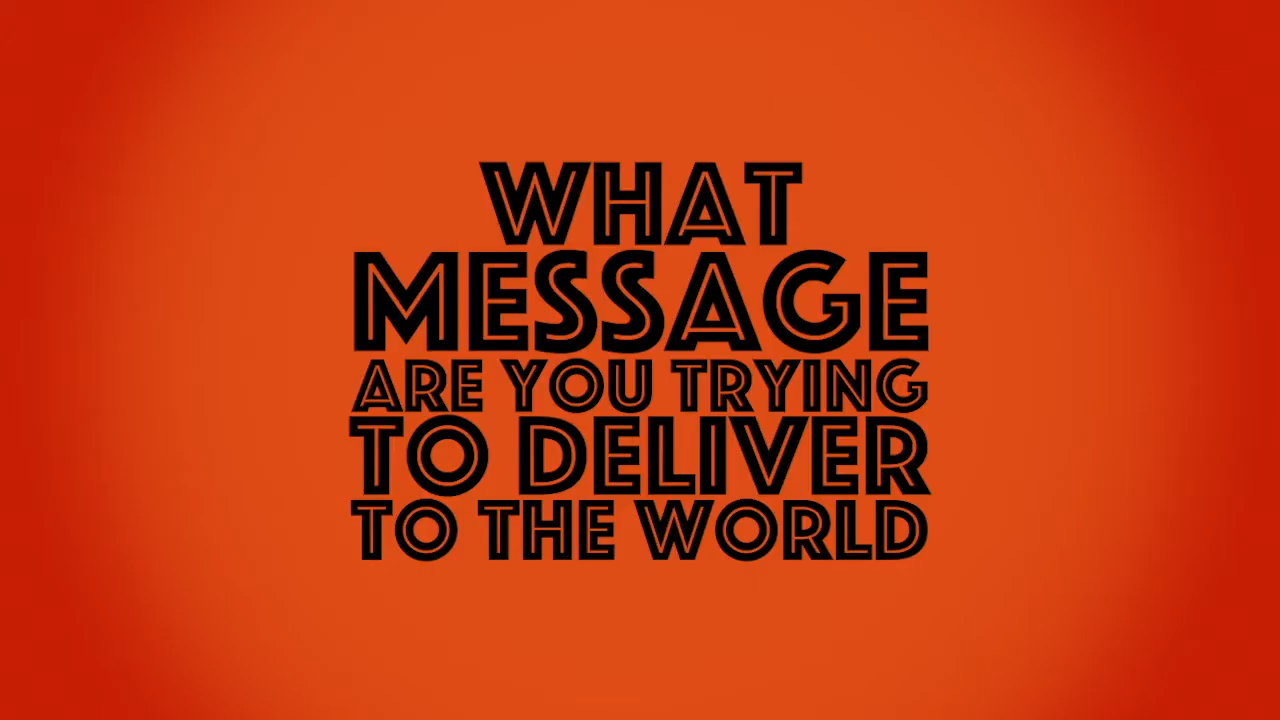 WHAT
MESSAGE
ARE YOU TRYING
TO DELIVER
TO THE WORLD